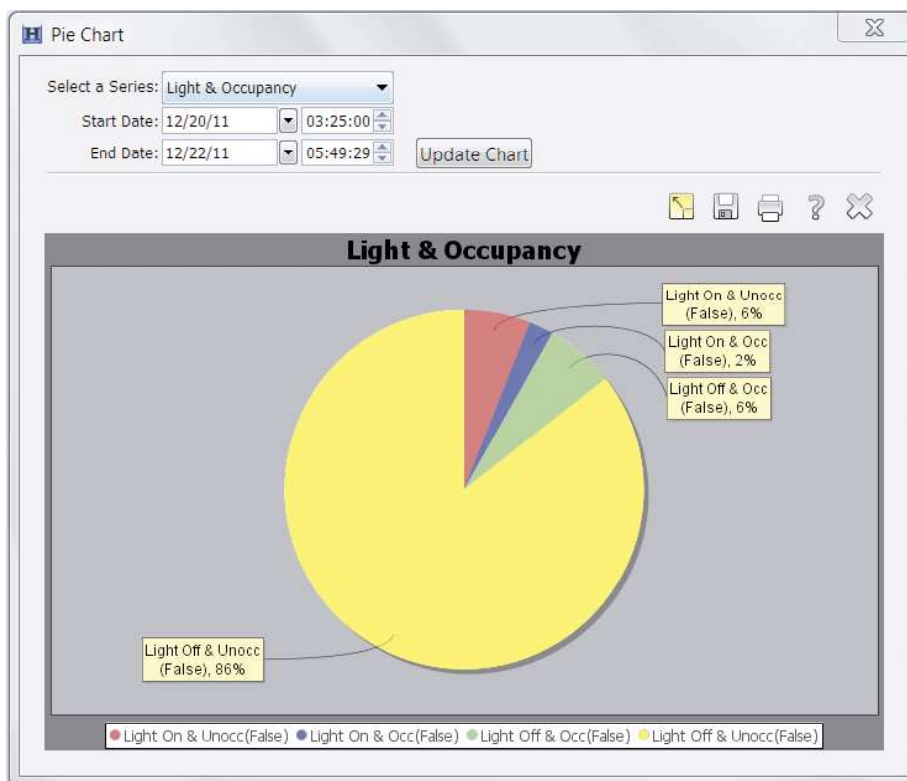 H Pie Chart
Select a Series: Light & Occupancy
Start Date: 12/20/11 03:25:00
End Date: 12/22/11 05:49:29 Update Chart
Light & Occupancy
Light On & Unocc
(False), 6%
Light On & Occ
(False), 2%
Light Off & Occ
(False), 6%
Light Off & Unocc
(False), 86%
Light On & Unocc(False) Light On & Occ(False) Light Off & Occ(False) Light Off & Unocc(False)